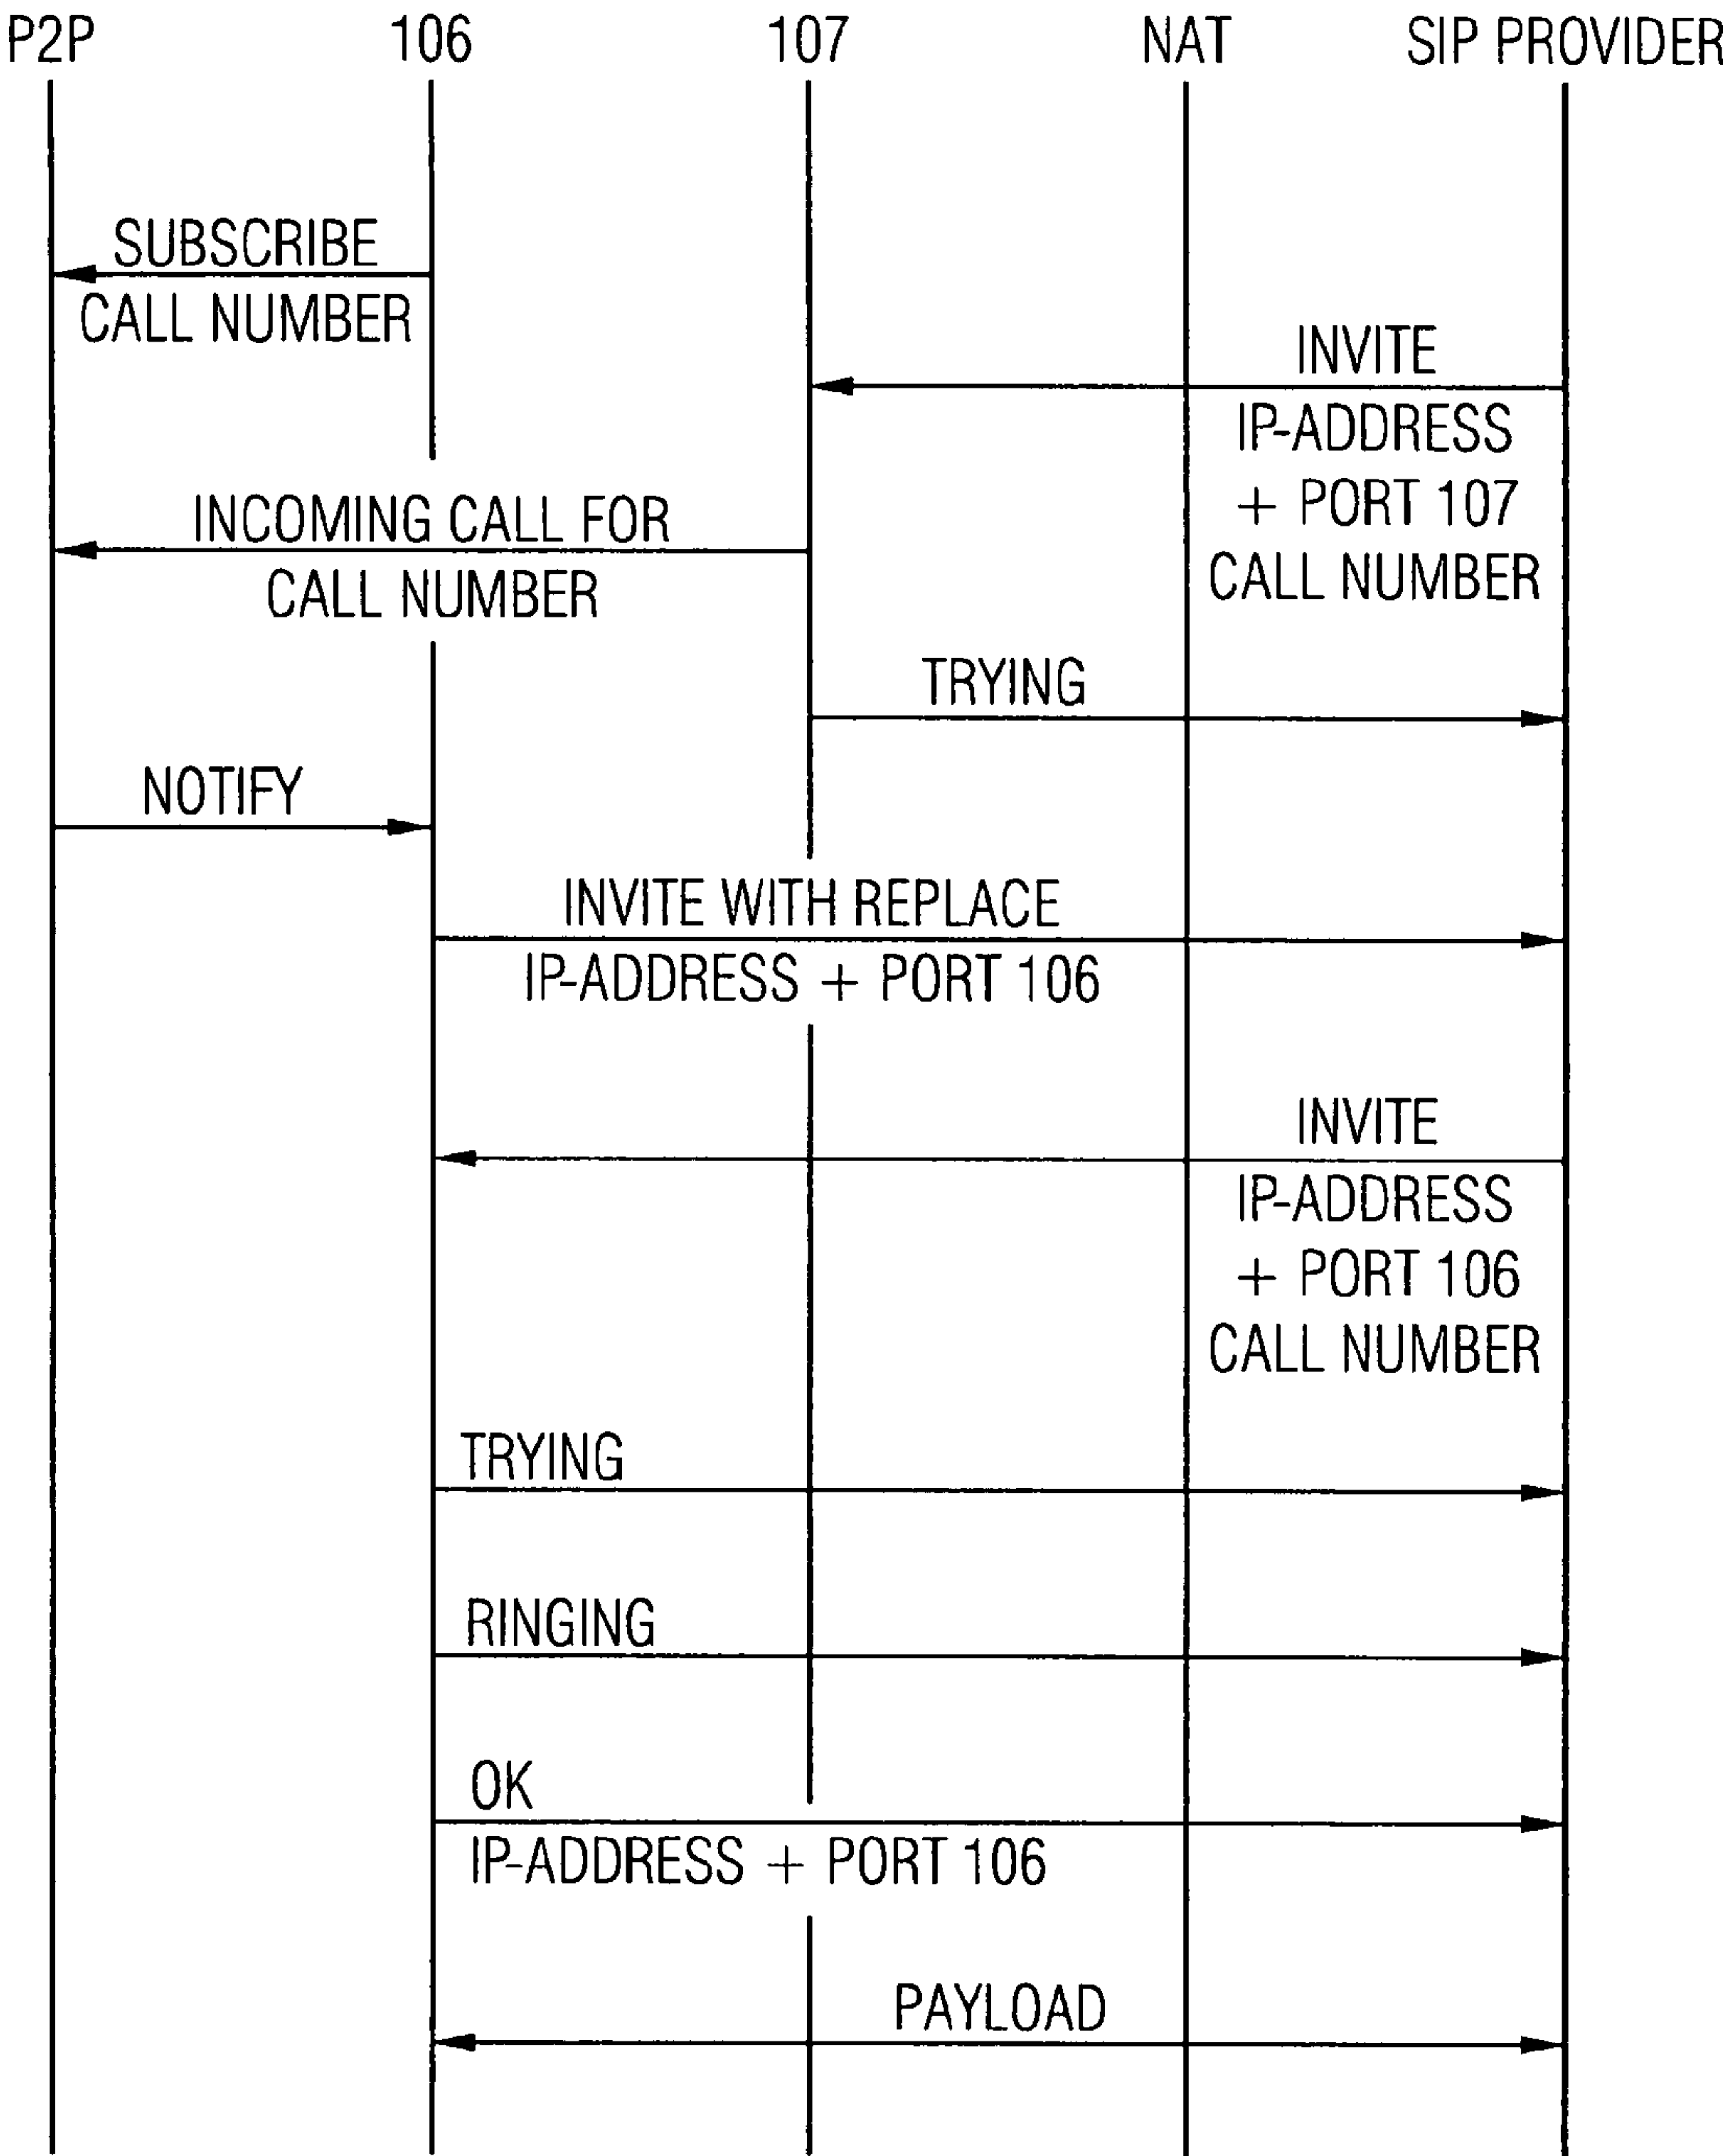 P2P 106 107 NAT SIP PROVIDER
SUBSCRIBE
CALL NUMBER
INVITE
IP-ADDRESS
+ PORT 107
CALL NUMBER
INCOMING CALL FOR
CALL NUMBER
TRYING
NOTIFY
INVITE WITH REPLACE
IP-ADDRESS + PORT 106
INVITE
IP-ADDRESS
+ PORT 106
CALL NUMBER
TRYING
RINGING
OK
IP-ADDRESS + PORT 106
PAYLOAD